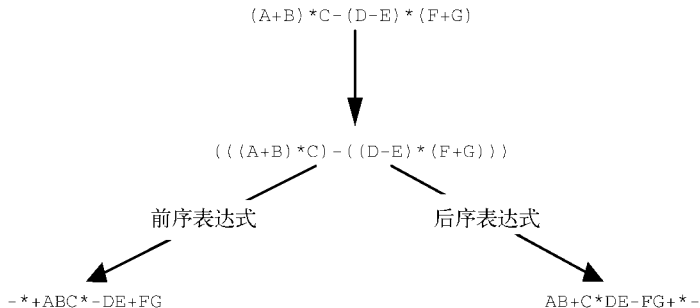 (A+B)*C-(D-E)*(F+G)
(((A+B)*C)-((D-E)*(F+G)))
前序表达式
后序表达式
-*+ABC*-DE+FG
AB+C*DE-FG+*-